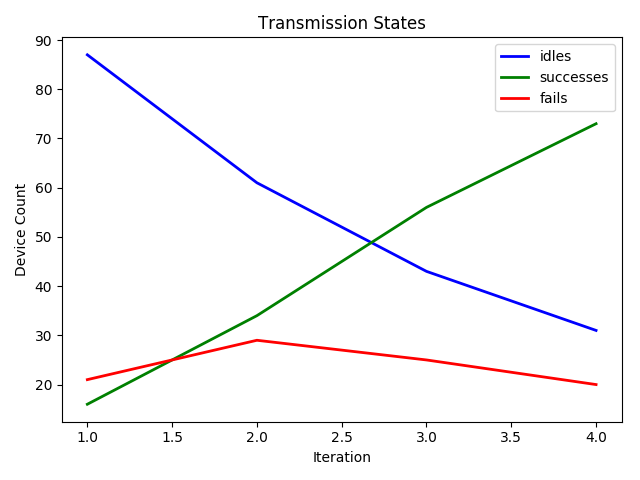 Transmission States
idles
successes
fails
Device Count
90
80
70
60
50
40
30
20
1.0 1.5 2.0 2.5 3.0 3.5 4.0
Iteration